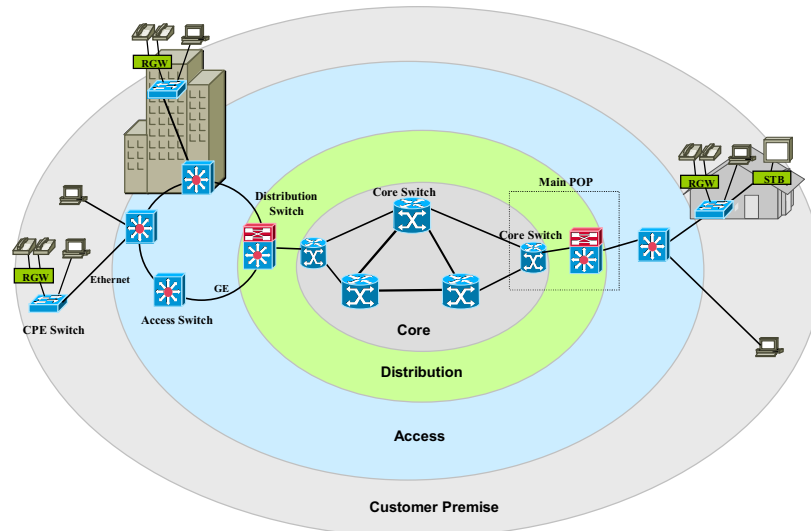 RGW
Distribution
Switch
Core Switch
Main POP
RGW
STB
Core Switch
RGW
Ethernet
GE
CPE Switch
Access Switch
Core
Distribution
Access
Customer Premise